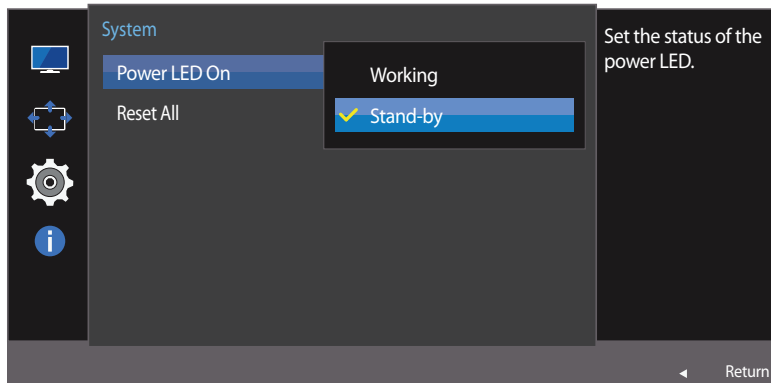 System
Power LED On
Working
Stand-by
Reset All
Set the status of the
power LED.
Return